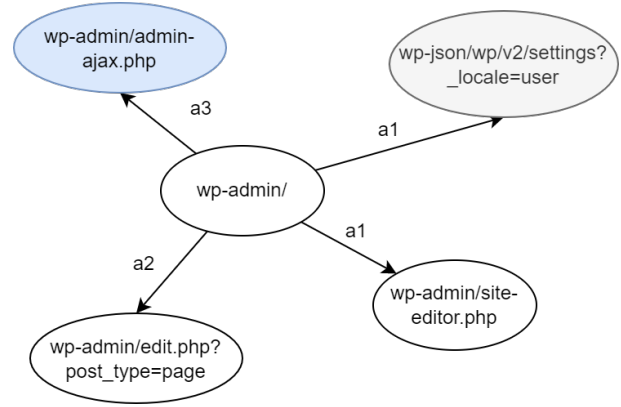 wp-admin/admin-
ajax.php
wp-json/wp/v2/settings?
_locale=user
a3
a1
wp-admin/
a1
a2
wp-admin/site-
editor.php
wp-admin/edit.php?
post_type=page